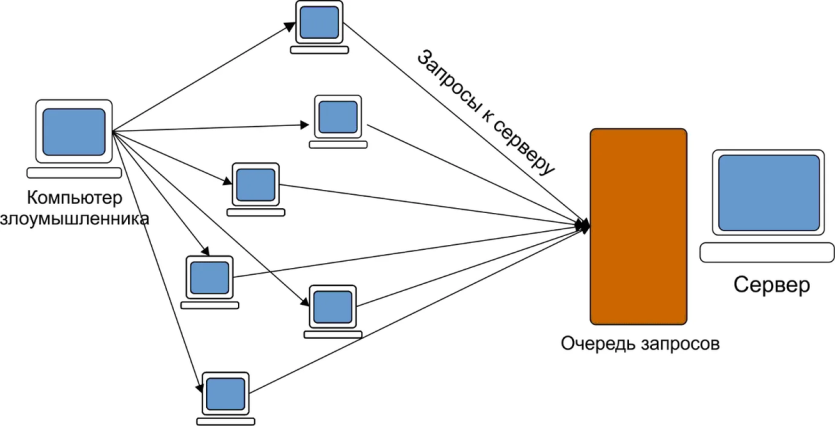 Запросы к серверу
Компьютер
злоумышленника
Сервер
Очередь запросов